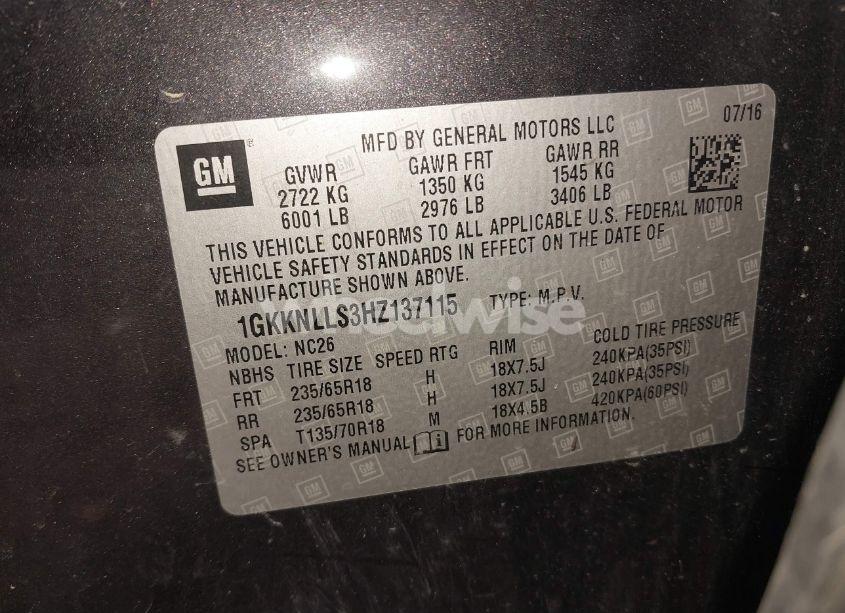 07/16
MFD BY GENERAL MOTORS LLC
GM
GVWR GAWR FRT GAWR RR
2722 KG 1350 KG 1545 KG
6001 LB 2976 LB 3406 LB
THIS VEHICLE CONFORMS TO ALL APPLICABLE U.S. FEDERAL MOTOR
VEHICLE SAFETY STANDARDS IN EFFECT ON THE DATE OF
MANUFACTURE SHOWN ABOVE.
1GKKNLLS3HZ137115 TYPE: M.P.V.
MODEL: NC26
NBHS TIRE SIZE SPEED RTG RIM COLD TIRE PRESSURE
FRT 235/65R18 H 18X7.5J 240KPA(35PSI)
RR 235/65R18 H 18X7.5J 240KPA(35PSI)
SPA T135/70R18 M 18X4.5B 420KPA(60PSI)
SEE OWNER'S MANUAL FOR MORE INFORMATION.